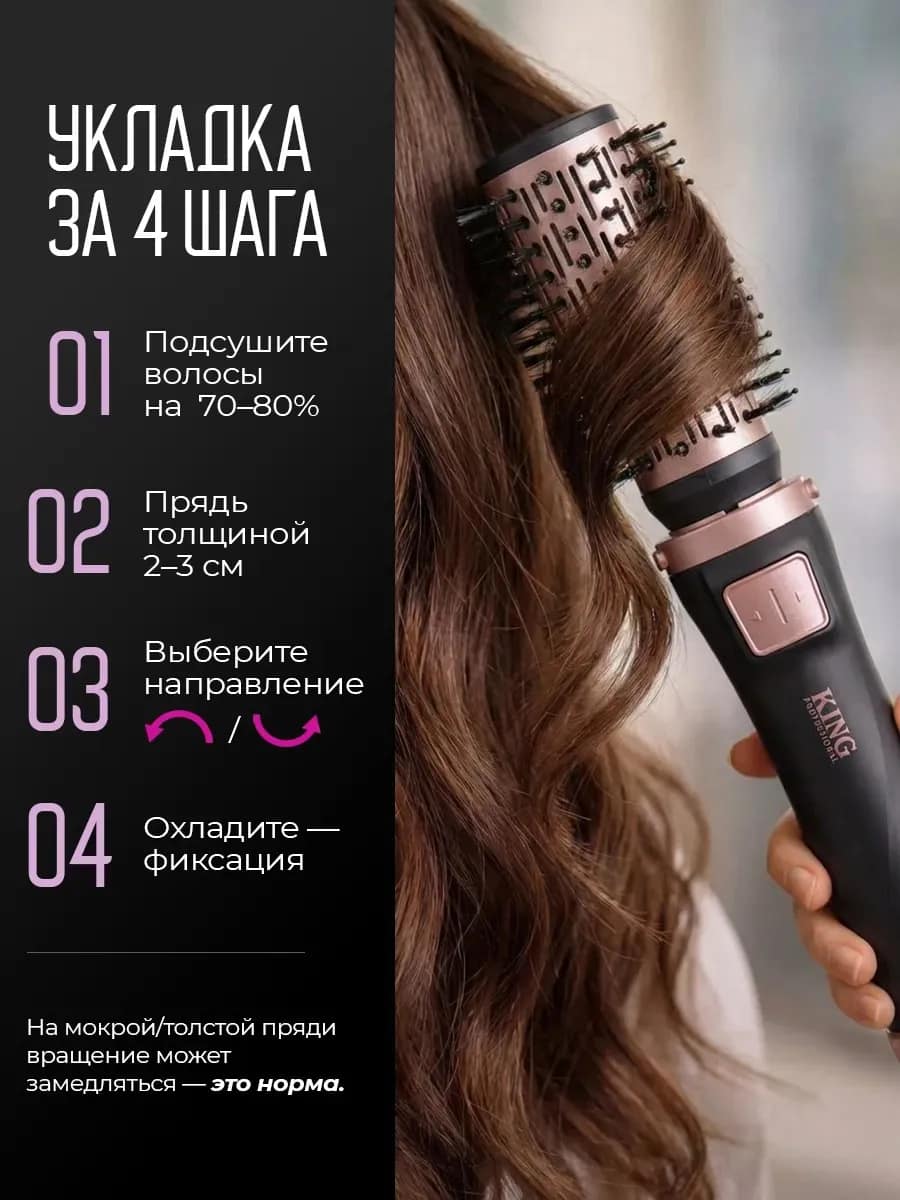 УКЛАДКА
ЗА 4 ШАГА
01
Подсушите
волосы
на 70–80%
02
Прядь
толщиной
2–3 см
03
Выберите
направление
/
04
Охладите —
фиксация
На мокрой/толстой пряди
вращение может
замедляться — это норма.
KING